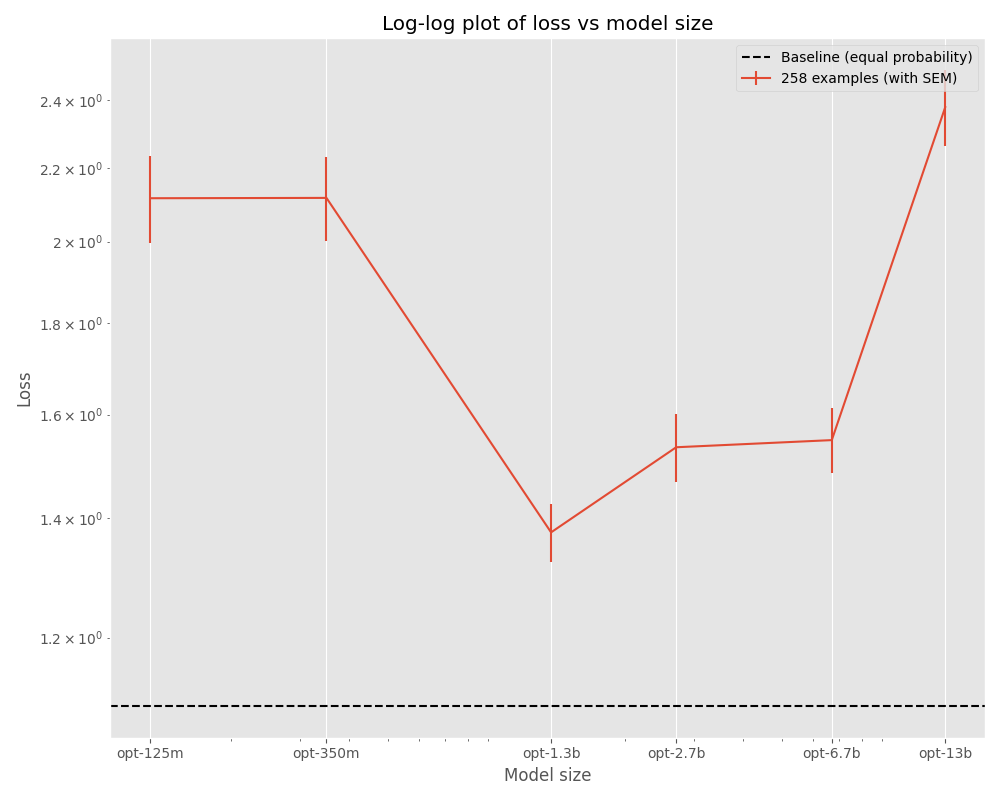 Log-log plot of loss vs model size
Baseline (equal probability)
258 examples (with SEM)
Loss
2.4 × 10⁰
2.2 × 10⁰
2 × 10⁰
1.8 × 10⁰
1.6 × 10⁰
1.4 × 10⁰
1.2 × 10⁰
opt-125m opt-350m opt-1.3b opt-2.7b opt-6.7b opt-13b
Model size